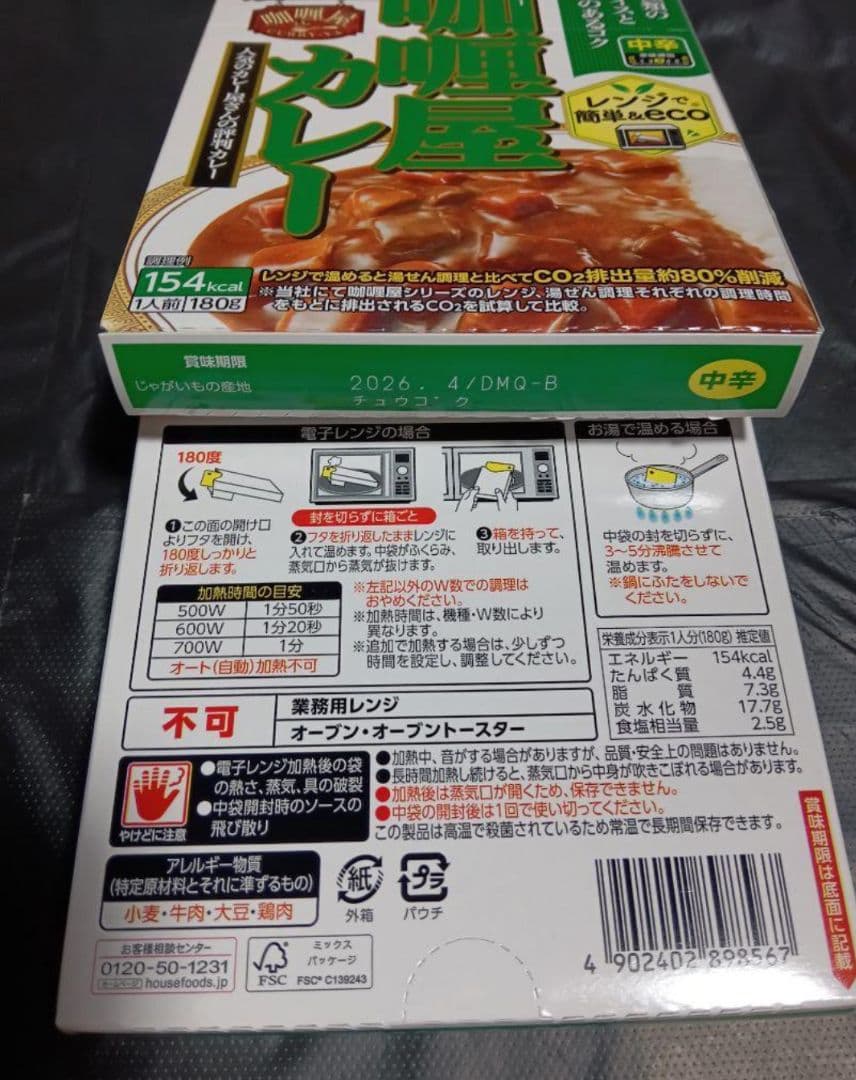 咖喱屋
カレー
人気のカレー屋さんの評判カレー
中辛
レンジで
簡単&eco
調理例
154kcal
1人前 180g
レンジで温めると湯せん調理と比べてCO2排出量約80%削減
※当社にて咖喱屋シリーズのレンジ、湯せん調理それぞれの調理時間
をもとに排出されるCO2を試算して比較。
賞味期限
じゃがいもの産地
2026. 4/DMQ-B
チュウゴク
中辛
電子レンジの場合
180度
❶この面の開け口
よりフタを開け、
180度しっかりと
折り返します。
封を切らずに箱ごと
❷フタを折り返したままレンジに
入れて温めます。中袋がふくらみ、
蒸気口から蒸気が抜けます。
❸箱を持って、
取り出します。
加熱時間の目安
500W 1分50秒
600W 1分20秒
700W 1分
オート(自動)加熱不可
※左記以外のW数での調理は
おやめください。
※加熱時間は、機種・W数により
異なります。
※追加で加熱する場合は、少しずつ
時間を設定し、調整してください。
お湯で温める場合
中袋の封を切らずに、
3~5分沸騰させて
温めます。
※鍋にふたをしないで
ください。
栄養成分表示1人分(180g) 推定値
エネルギー 154kcal
たんぱく質 4.4g
脂質 7.3g
炭水化物 17.7g
食塩相当量 2.5g
不可
業務用レンジ
オーブン・オーブントースター
やけどに注意
●電子レンジ加熱後の袋
の熱さ、蒸気、具の破裂
●中袋開封時のソースの
飛び散り
●加熱中、音がする場合がありますが、品質・安全上の問題はありません。
●長時間加熱し続けると、蒸気口から中身が吹きこぼれる場合があります。
●加熱後は蒸気口が開くため、保存できません。
●中袋の開封後は1回で使い切ってください。
この製品は高温で殺菌されているため常温で長期間保存できます。
賞味期限は底面に記載
アレルギー物質
(特定原材料とそれに準ずるもの)
小麦・牛肉・大豆・鶏肉
紙
外箱
プラ
パウチ
お客様相談センター
0120-50-1231
ホームページ housefoods.jp
FSC
ミックス
パッケージ
FSC® C139243
4 902402 898567